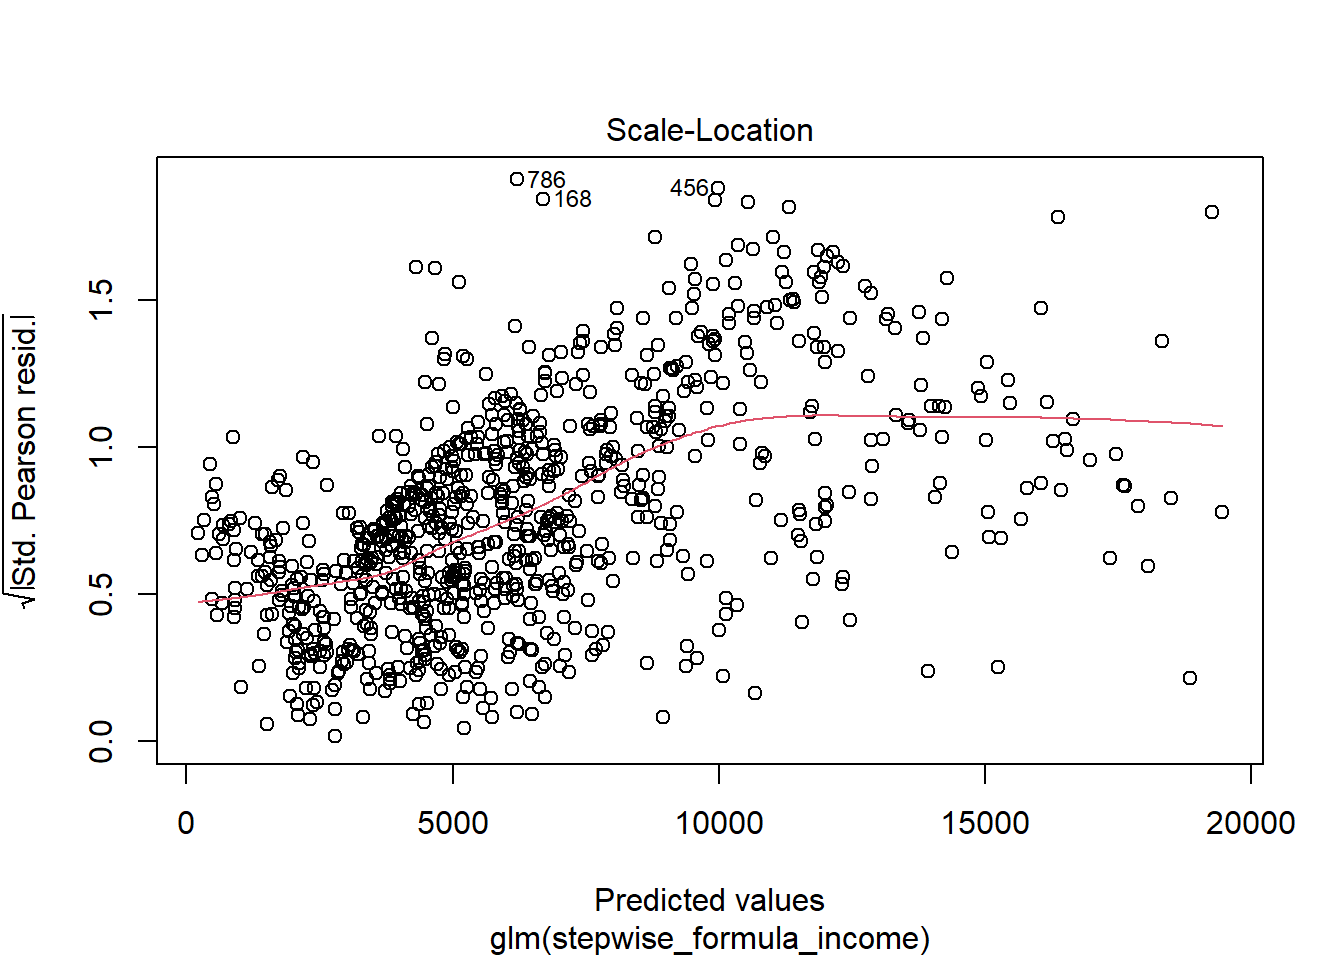 Scale-Location
786
168
456
√|Std. Pearson resid.|
1.5
1.0
0.5
0.0
0 5000 10000 15000 20000
Predicted values
glm(stepwise_formula_income)